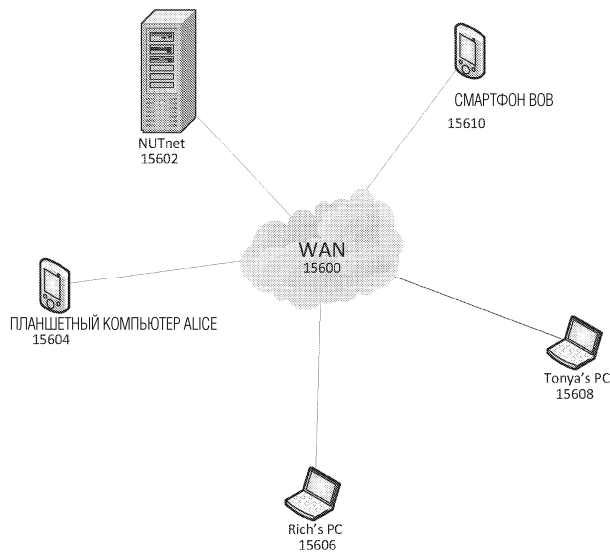 NUTnet
15602
СМАРТФОН BOB
15610
WAN
15600
ПЛАНШЕТНЫЙ КОМПЬЮТЕР ALICE
15604
Tonya's PC
15608
Rich's PC
15606